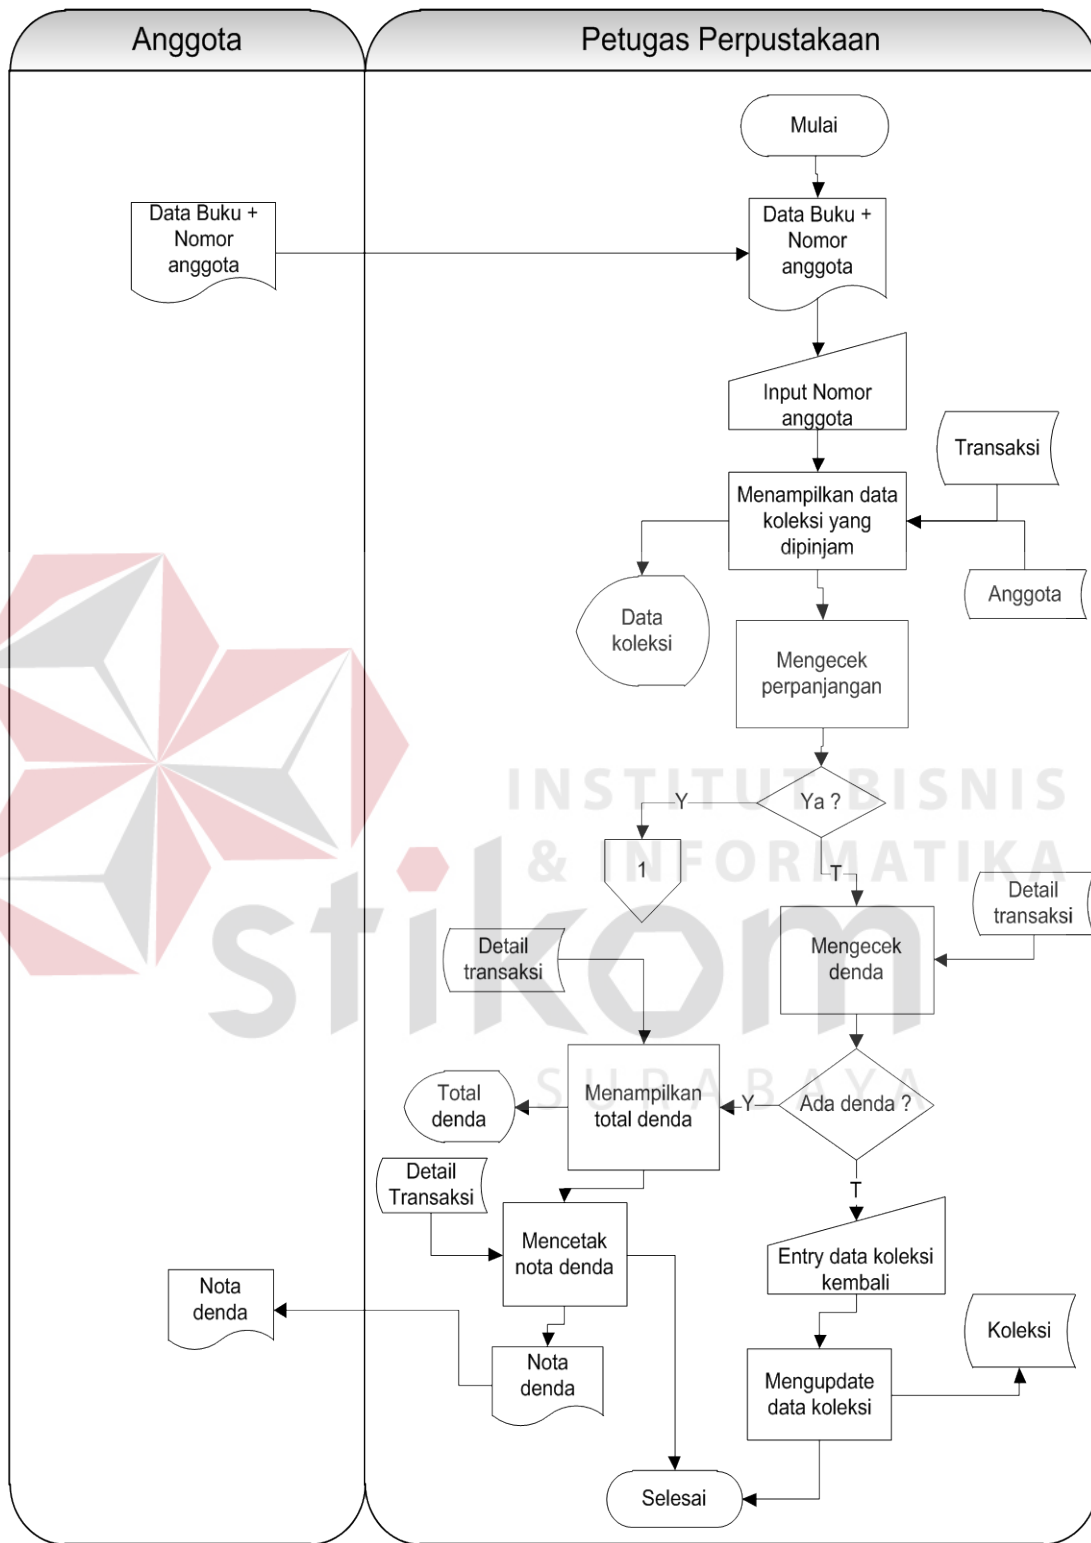 Anggota
Petugas Perpustakaan
Mulai
Data Buku +
Nomor
anggota
Data Buku +
Nomor
anggota
Input Nomor
anggota
Transaksi
Menampilkan data
koleksi yang
dipinjam
Anggota
Data
koleksi
Mengecek
perpanjangan
INSTITUT BISNIS
& INFORMATIKA
stikom
SURABAYA
Ya ?
Y
1
T
Detail
transaksi
Detail
transaksi
Mengecek
denda
Total
denda
Menampilkan
total denda
Y
Ada denda ?
Detail
Transaksi
T
Mencetak
nota denda
Entry data koleksi
kembali
Nota
denda
Koleksi
Nota
denda
Mengupdate
data koleksi
Selesai